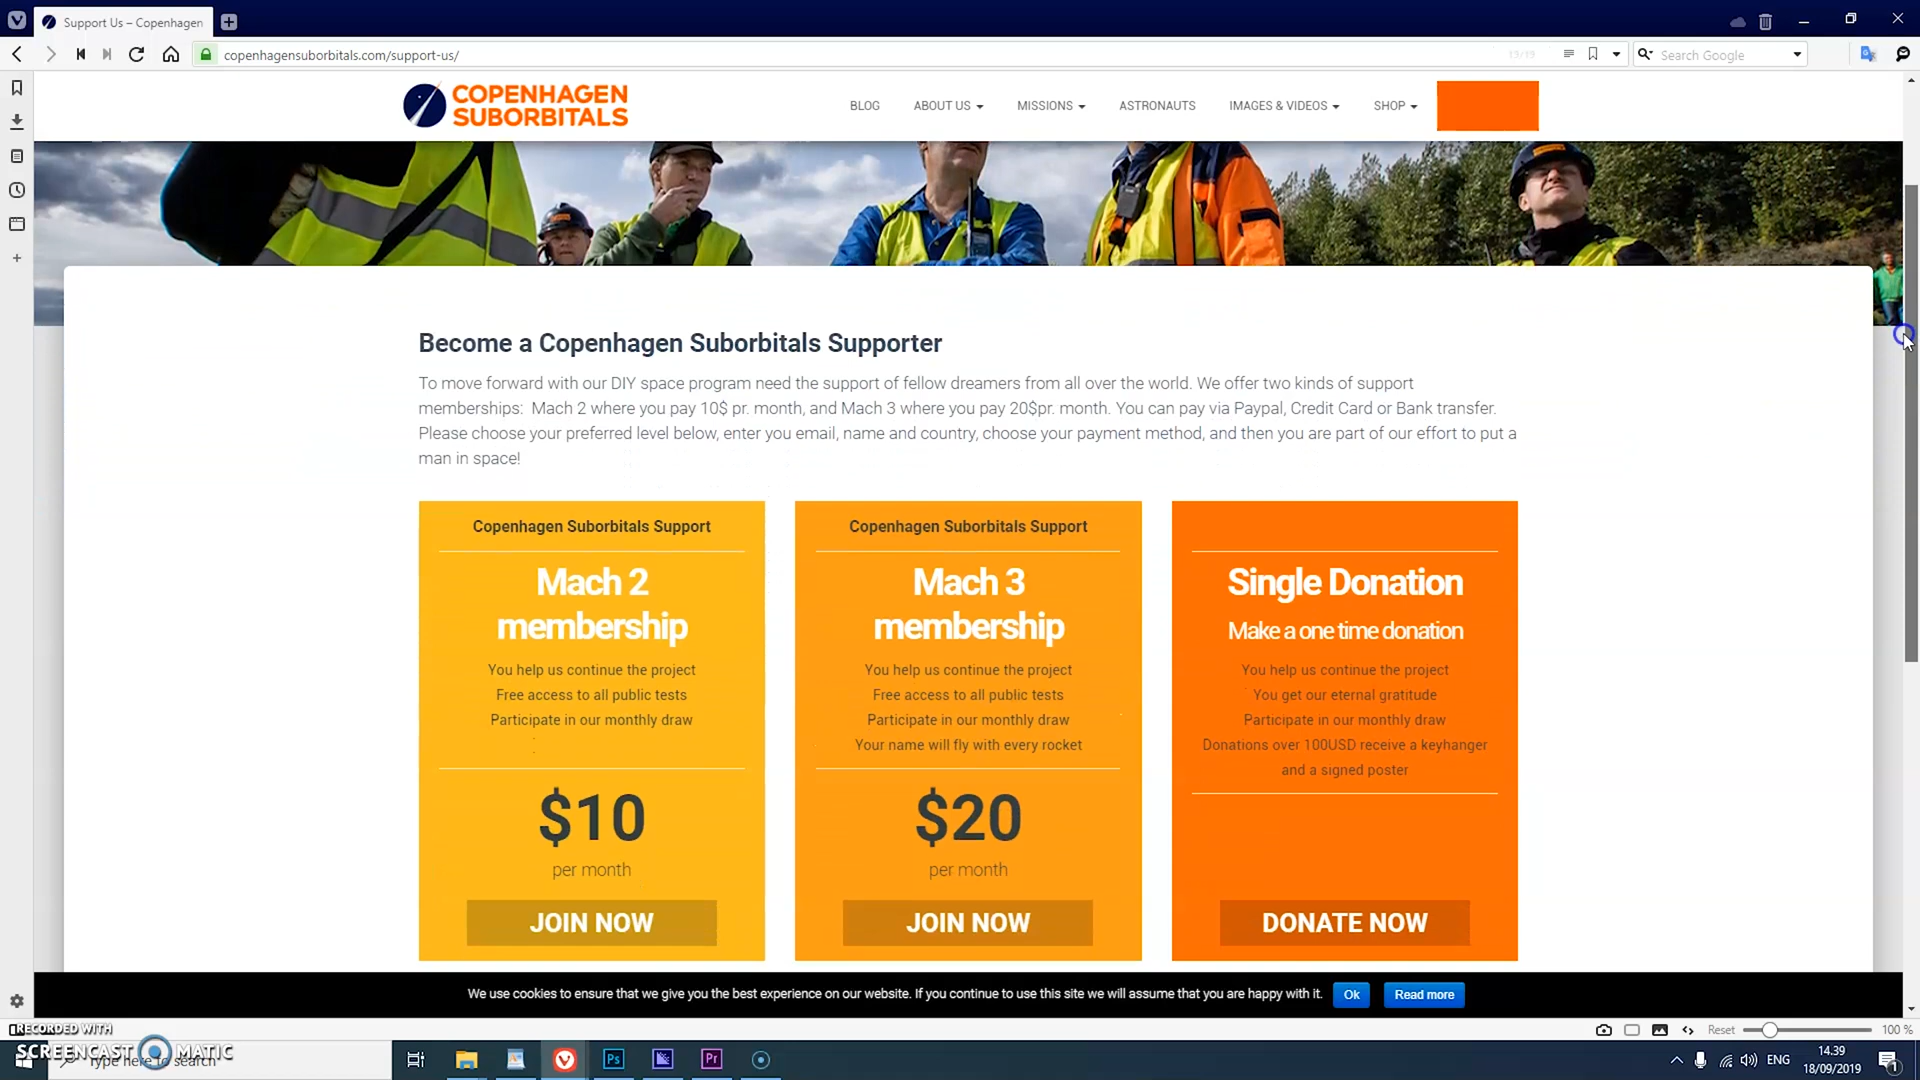 Support Us – Copenhagen
copenhagensuborbitals.com/support-us/
19/19
Search Google
COPENHAGEN
SUBORBITALS
BLOG
ABOUT US
MISSIONS
ASTRONAUTS
IMAGES & VIDEOS
SHOP
Become a Copenhagen Suborbitals Supporter
To move forward with our DIY space program need the support of fellow dreamers from all over the world. We offer two kinds of support
memberships: Mach 2 where you pay 10$ pr. month, and Mach 3 where you pay 20$pr. month. You can pay via Paypal, Credit Card or Bank transfer.
Please choose your preferred level below, enter you email, name and country, choose your payment method, and then you are part of our effort to put a
man in space!
Copenhagen Suborbitals Support
Mach 2
membership
You help us continue the project
Free access to all public tests
Participate in our monthly draw
$10
per month
JOIN NOW
Copenhagen Suborbitals Support
Mach 3
membership
You help us continue the project
Free access to all public tests
Participate in our monthly draw
Your name will fly with every rocket
$20
per month
JOIN NOW
Single Donation
Make a one time donation
You help us continue the project
You get our eternal gratitude
Participate in our monthly draw
Donations over 100USD receive a keyhanger
and a signed poster
DONATE NOW
We use cookies to ensure that we give you the best experience on our website. If you continue to use this site we will assume that you are happy with it.
Ok
Read more
Reset
100 %
RECORDED WITH
SCREENCAST MATIC
Type here to search
Ps
Pr
ENG
14.39
18/09/2019
1